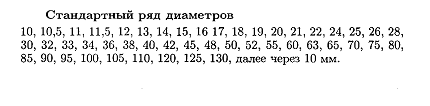 Стандартный ряд диаметров
10, 10,5, 11, 11,5, 12, 13, 14, 15, 16 17, 18, 19, 20, 21, 22, 24, 25, 26, 28,
30, 32, 33, 34, 36, 38, 40, 42, 45, 48, 50, 52, 55, 60, 63, 65, 70, 75, 80,
85, 90, 95, 100, 105, 110, 120, 125, 130, далее через 10 мм.